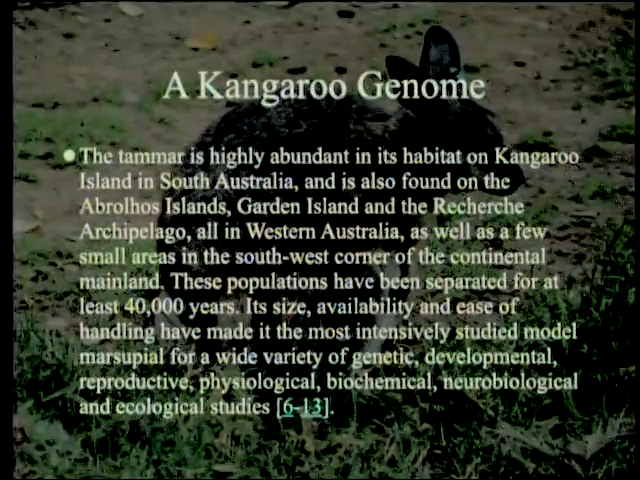 A Kangaroo Genome
The tammar is highly abundant in its habitat on Kangaroo
Island in South Australia, and is also found on the
Abrolhos Islands, Garden Island and the Recherche
Archipelago, all in Western Australia, as well as a few
small areas in the south-west corner of the continental
mainland. These populations have been separated for at
least 40,000 years. Its size, availability and ease of
handling have made it the most intensively studied model
marsupial for a wide variety of genetic, developmental,
reproductive, physiological, biochemical, neurobiological
and ecological studies [6-13].